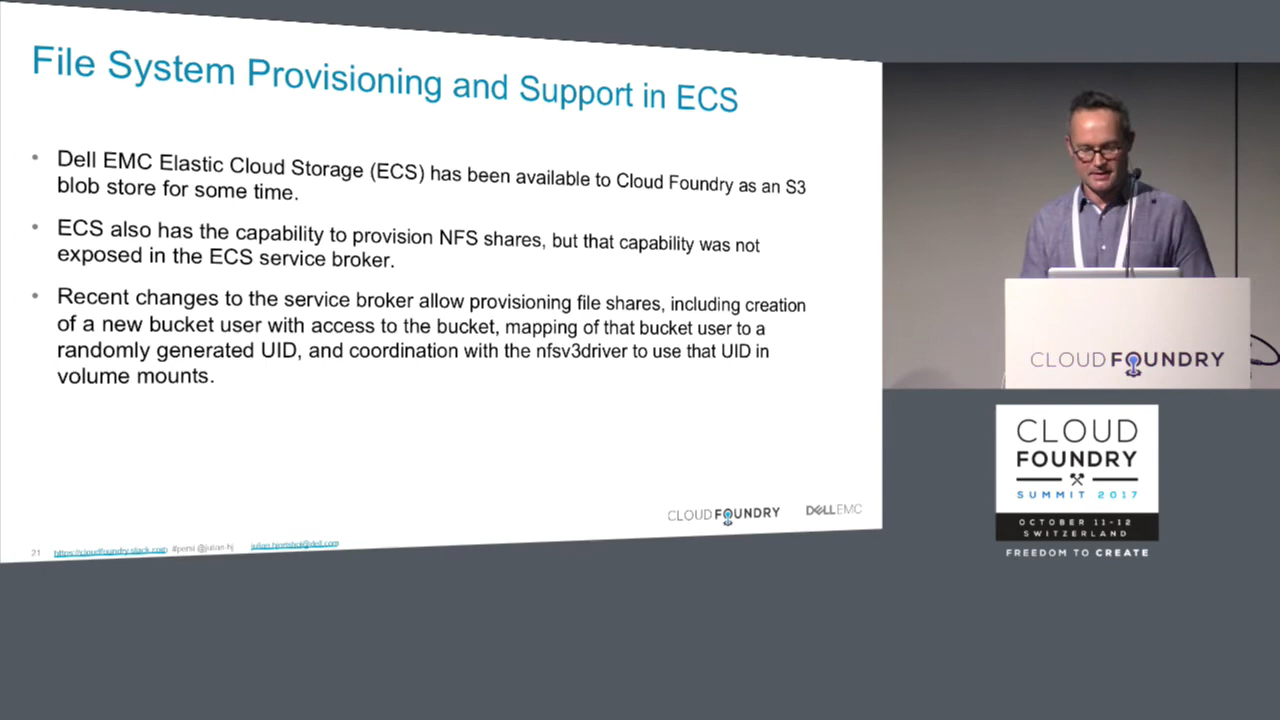 File System Provisioning and Support in ECS
• Dell EMC Elastic Cloud Storage (ECS) has been available to Cloud Foundry as an S3
blob store for some time.
• ECS also has the capability to provision NFS shares, but that capability was not
exposed in the ECS service broker.
• Recent changes to the service broker allow provisioning file shares, including creation
of a new bucket user with access to the bucket, mapping of that bucket user to a
randomly generated UID, and coordination with the nfsv3driver to use that UID in
volume mounts.
CLOUD FOUNDRY DELLEMC
21 https://cloudfoundry.slack.com #persi @julian-hj julian.hjortshoj@dell.com
CLOUD FOUNDRY
CLOUD
FOUNDRY
SUMMIT 2017
OCTOBER 11-12
SWITZERLAND
FREEDOM TO CREATE